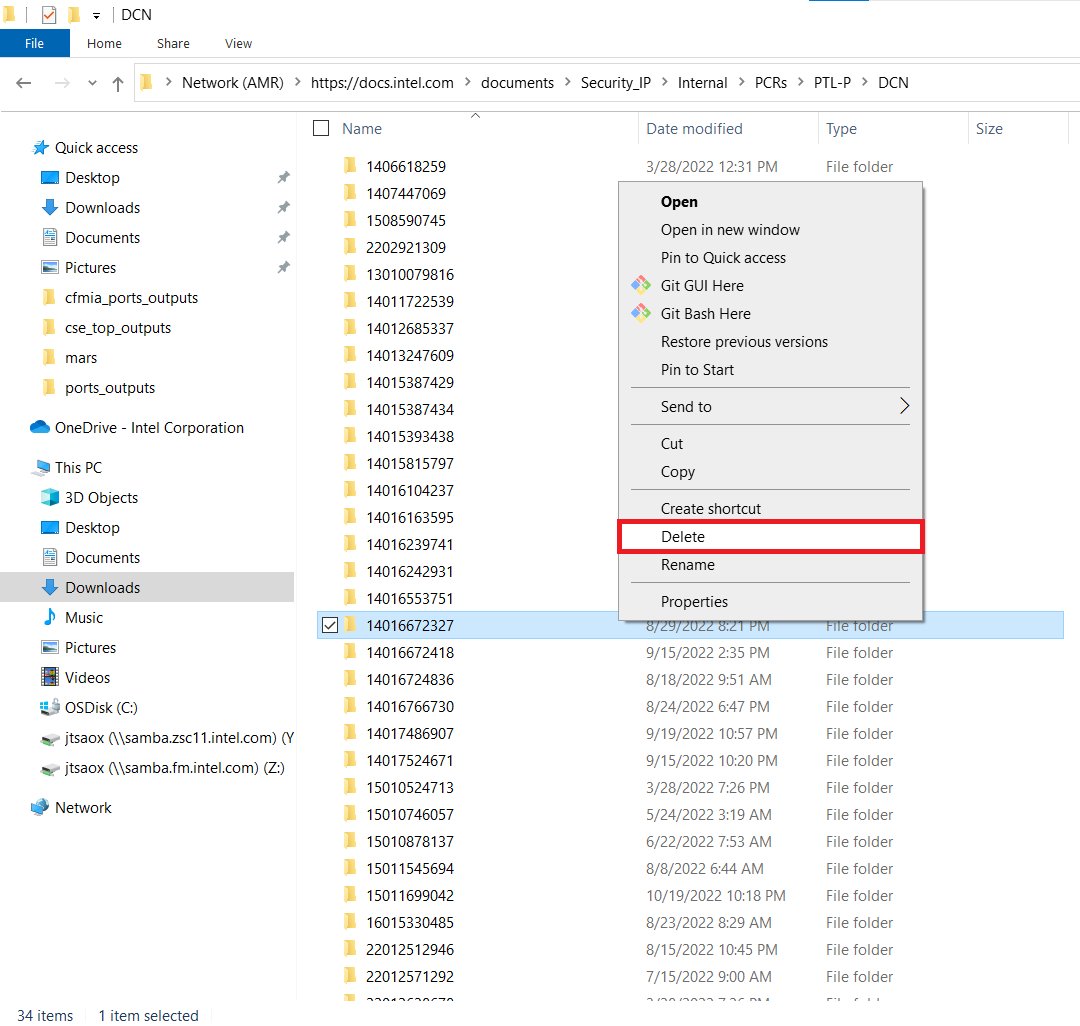 DCN
File Home Share View
Network (AMR) https://docs.intel.com documents Security_IP Internal PCRs PTL-P DCN
Quick access
Desktop
Downloads
Documents
Pictures
cfmia_ports_outputs
cse_top_outputs
mars
ports_outputs
OneDrive - Intel Corporation
This PC
3D Objects
Desktop
Documents
Downloads
Music
Pictures
Videos
OSDisk (C:)
jtsaox (\\samba.zsc11.intel.com) (Y
jtsaox (\\samba.fm.intel.com) (Z:)
Network
Name Date modified Type Size
1406618259 3/28/2022 12:31 PM File folder
1407447069
1508590745
2202921309
13010079816
14011722539
14012685337
14013247609
14015387429
14015387434
14015393438
14015815797
14016104237
14016163595
14016239741
14016242931
14016553751
14016672327 8/29/2022 8:21 PM File folder
14016672418 9/15/2022 2:35 PM File folder
14016724836 8/18/2022 9:51 AM File folder
14016766730 8/24/2022 6:47 PM File folder
14017486907 9/19/2022 10:57 PM File folder
14017524671 9/15/2022 10:20 PM File folder
15010524713 3/28/2022 7:26 PM File folder
15010746057 5/24/2022 3:19 AM File folder
15010878137 6/22/2022 7:53 AM File folder
15011545694 8/8/2022 6:44 AM File folder
15011699042 10/19/2022 10:18 PM File folder
16015330485 8/23/2022 8:29 AM File folder
22012512946 8/15/2022 10:45 PM File folder
22012571292 7/15/2022 9:00 AM File folder
File folder
Open
Open in new window
Pin to Quick access
Git GUI Here
Git Bash Here
Restore previous versions
Pin to Start
Send to
Cut
Copy
Create shortcut
Delete
Rename
Properties
34 items 1 item selected